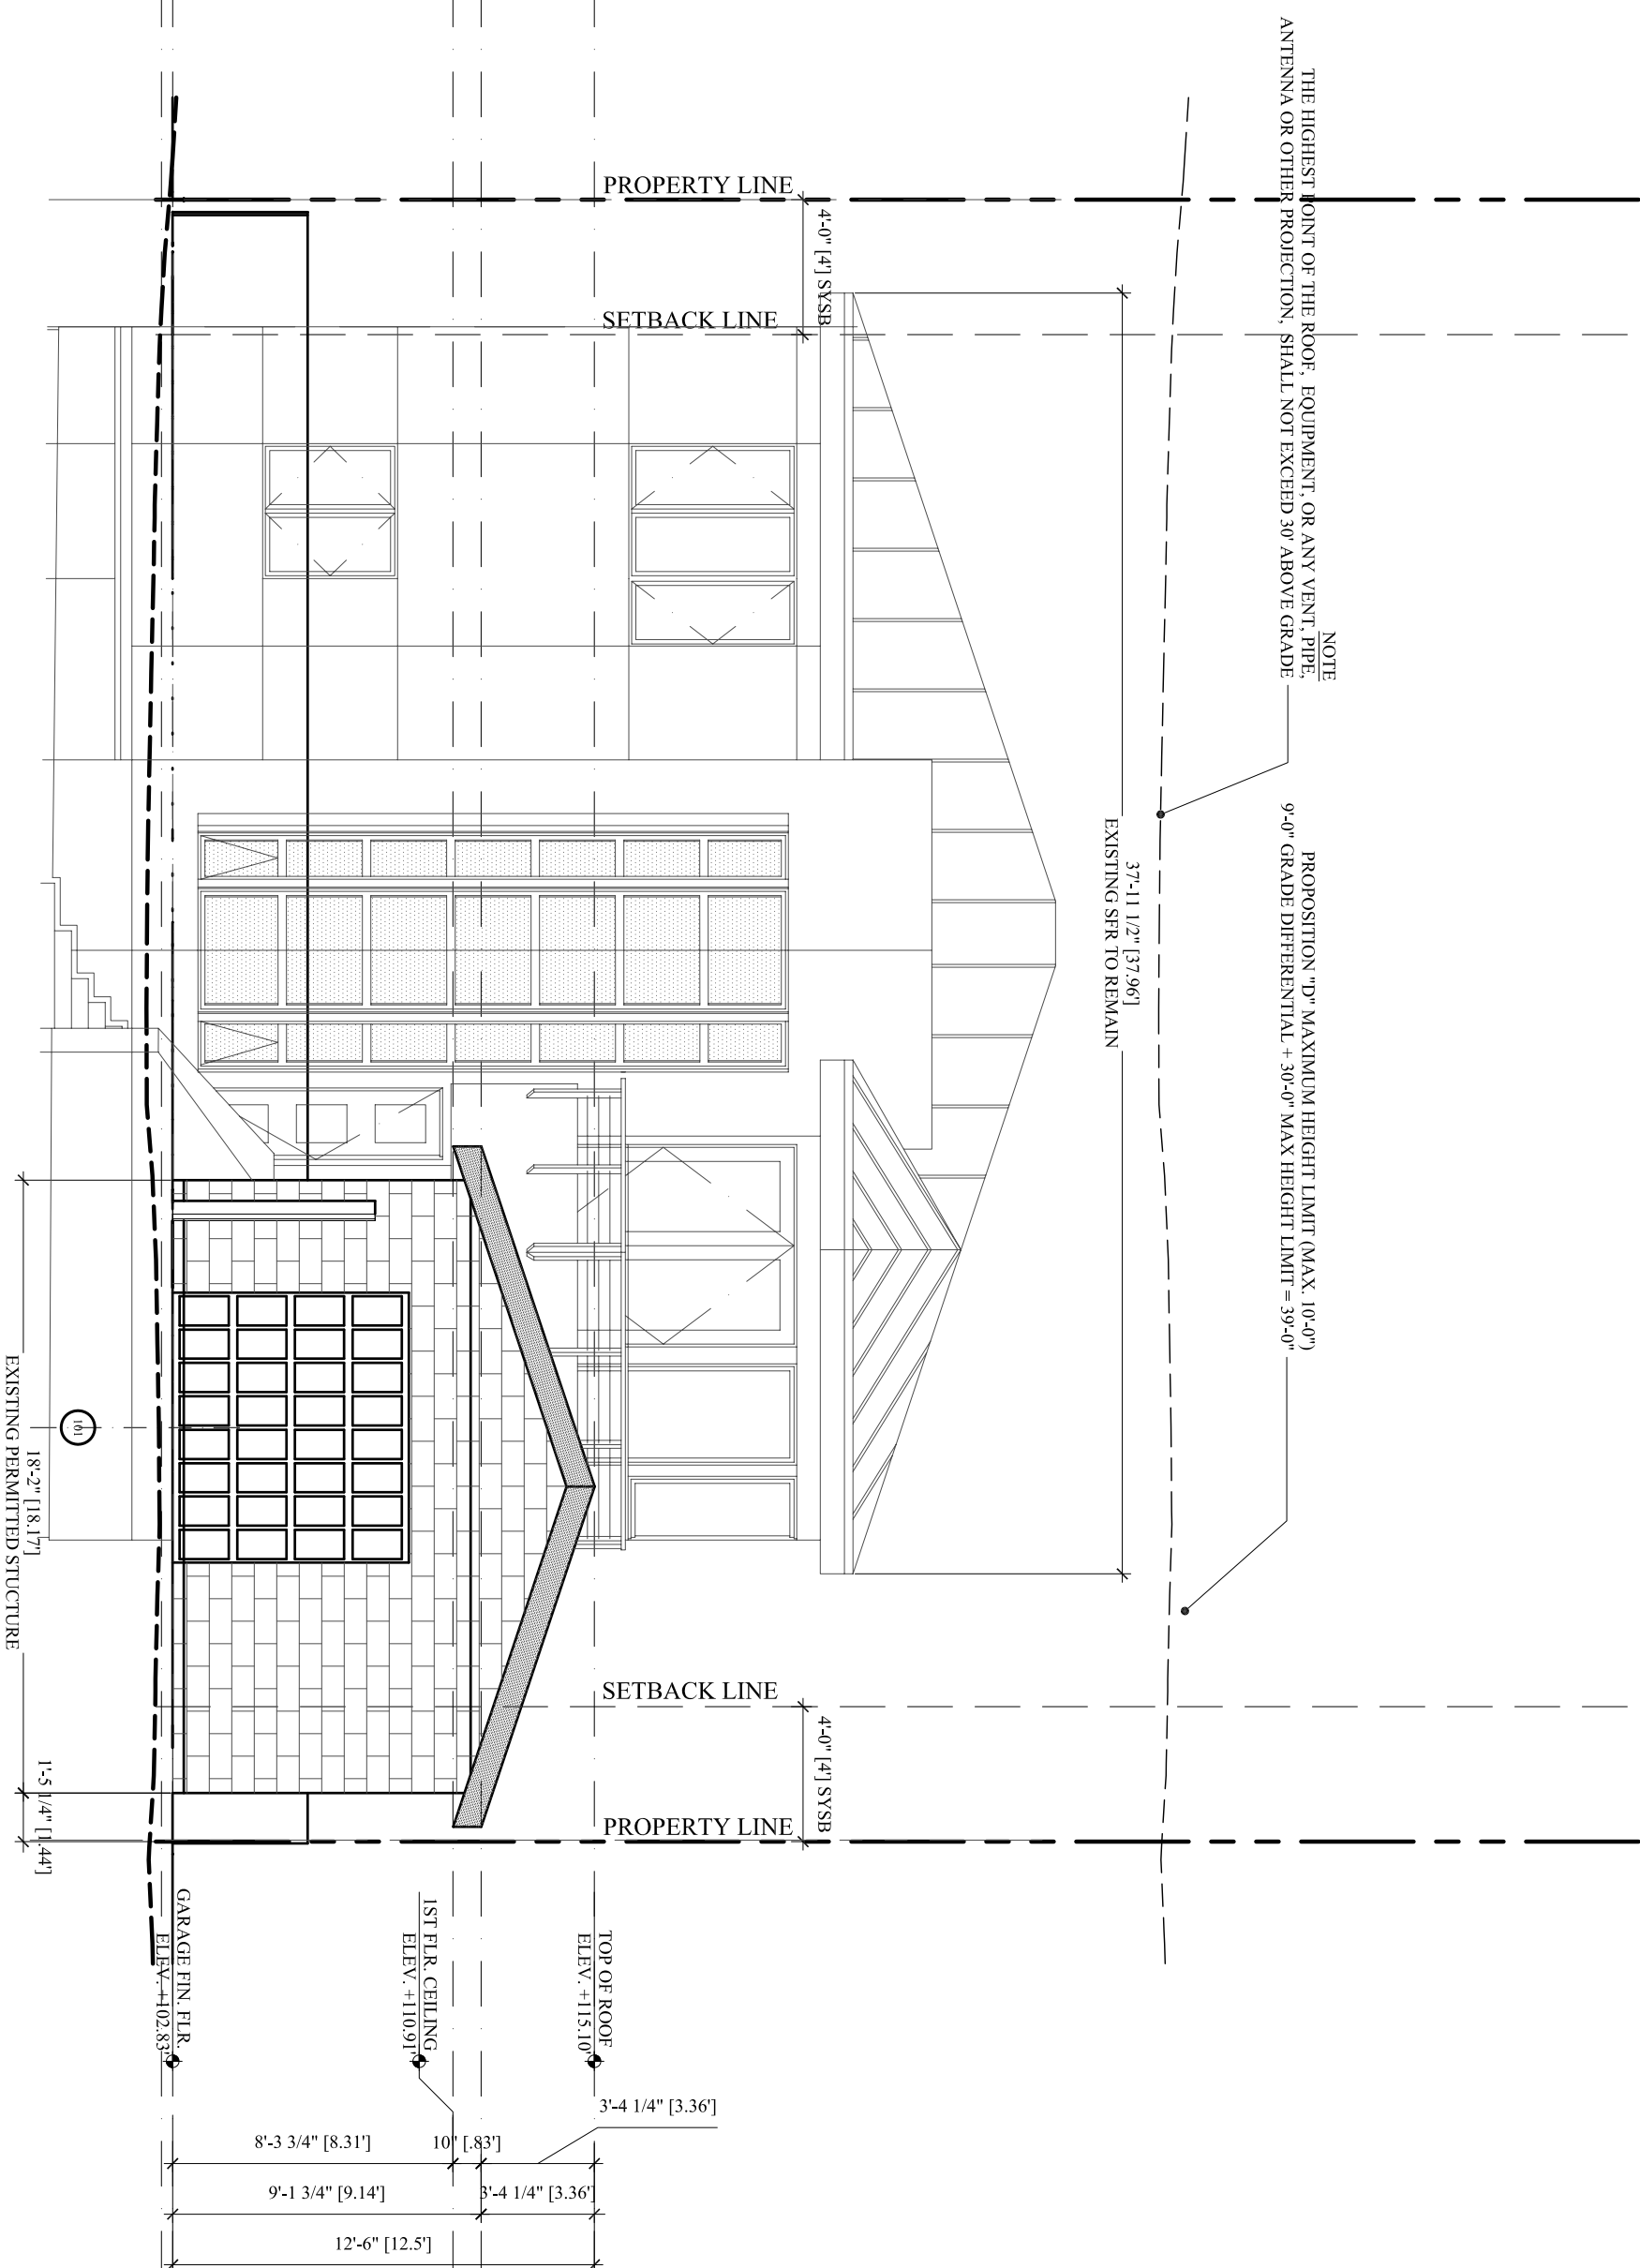 NOTE
THE HIGHEST POINT OF THE ROOF, EQUIPMENT, OR ANY VENT, PIPE,
ANTENNA OR OTHER PROJECTION, SHALL NOT EXCEED 30' ABOVE GRADE
PROPOSITION "D" MAXIMUM HEIGHT LIMIT (MAX. 10'-0")
9'-0" GRADE DIFFERENTIAL + 30'-0" MAX HEIGHT LIMIT = 39'-0"
37'-11 1/2" [37.96']
EXISTING SFR TO REMAIN
PROPERTY LINE
4'-0" [4'] SYSB
SETBACK LINE
SETBACK LINE
4'-0" [4'] SYSB
PROPERTY LINE
TOP OF ROOF
ELEV. +115.10'
1ST FLR. CEILING
ELEV. +110.91'
GARAGE FIN. FLR.
ELEV. +102.83'
3'-4 1/4" [3.36']
8'-3 3/4" [8.31']
10" [.83']
9'-1 3/4" [9.14']
3'-4 1/4" [3.36']
12'-6" [12.5']
101
18'-2" [18.17']
EXISTING PERMITTED STUCTURE
1'-5 1/4" [1.44']